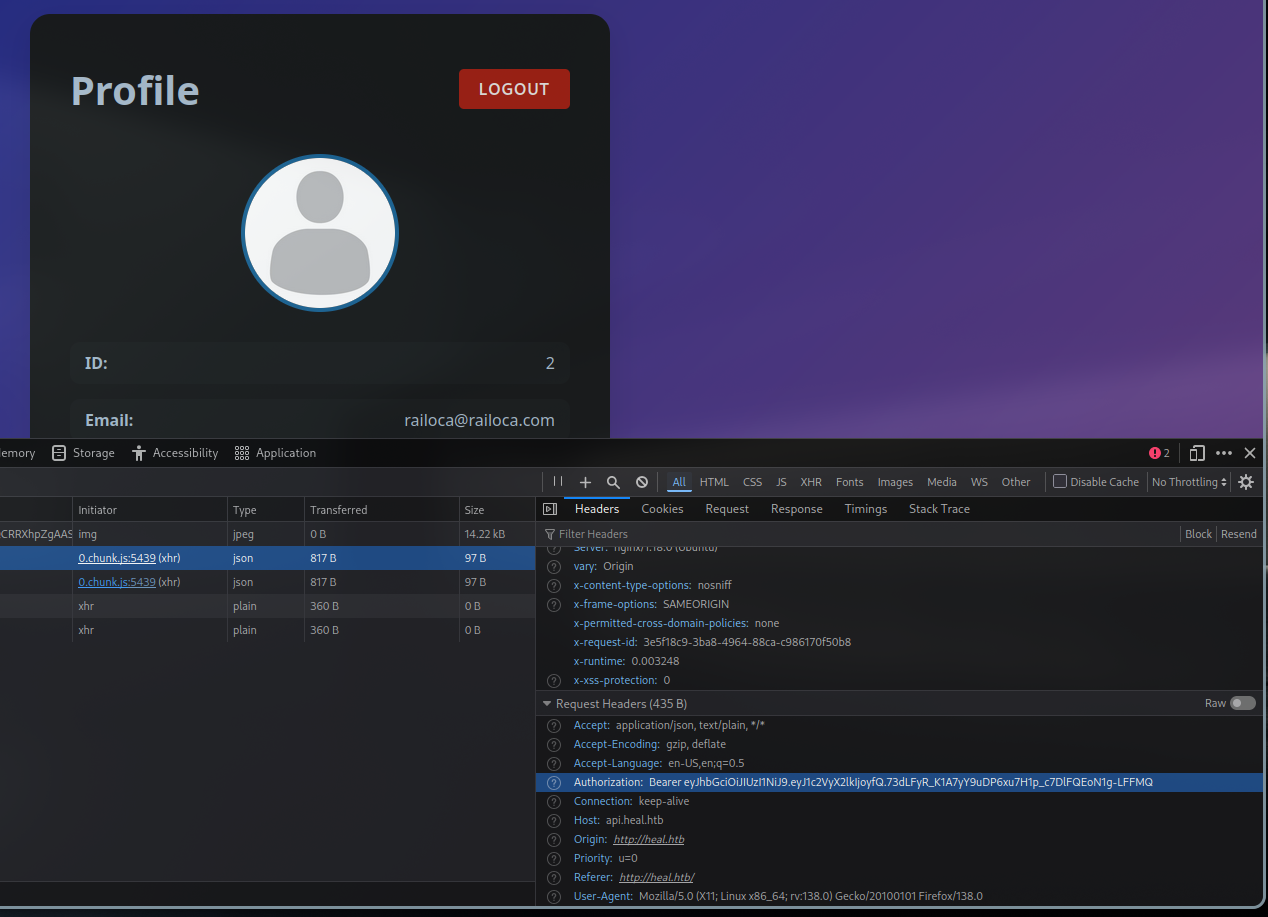 Profile
LOGOUT
ID: 2
Email: railoca@railoca.com
emory Storage Accessibility Application 2
All HTML CSS JS XHR Fonts Images Media WS Other Disable Cache No Throttling
Initiator Type Transferred Size
Headers Cookies Request Response Timings Stack Trace
Filter Headers Block Resend
CRRXhpZgAAS img jpeg 0 B 14.22 kB
0.chunk.js:5439 (xhr) json 817 B 97 B
0.chunk.js:5439 (xhr) json 817 B 97 B
xhr plain 360 B 0 B
xhr plain 360 B 0 B
Server: nginx/1.18.0 (Ubuntu)
vary: Origin
x-content-type-options: nosniff
x-frame-options: SAMEORIGIN
x-permitted-cross-domain-policies: none
x-request-id: 3e5f18c9-3ba8-4964-88ca-c986170f50b8
x-runtime: 0.003248
x-xss-protection: 0
Request Headers (435 B) Raw
Accept: application/json, text/plain, */*
Accept-Encoding: gzip, deflate
Accept-Language: en-US,en;q=0.5
Authorization: Bearer eyJhbGciOiJIUzI1NiJ9.eyJ1c2VyX2lkIjoyfQ.73dLFyR_K1A7yY9uDP6xu7H1p_c7DlFQEoN1g-LFFMQ
Connection: keep-alive
Host: api.heal.htb
Origin: http://heal.htb
Priority: u=0
Referer: http://heal.htb/
User-Agent: Mozilla/5.0 (X11; Linux x86_64; rv:138.0) Gecko/20100101 Firefox/138.0